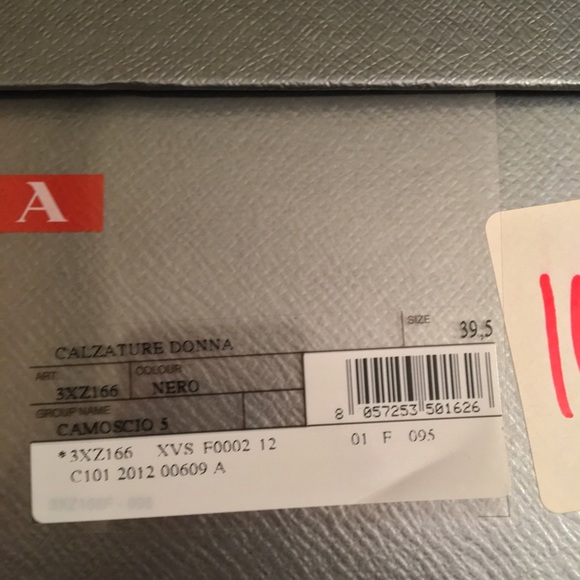 A
SIZE
39,5
CALZATURE DONNA
ART.
COLOUR
3XZ166
NERO
GROUP NAME
CAMOSCIO 5
8 057253 501626
*3XZ166 XVS F0002 12
01 F 095
C101 2012 00609 A